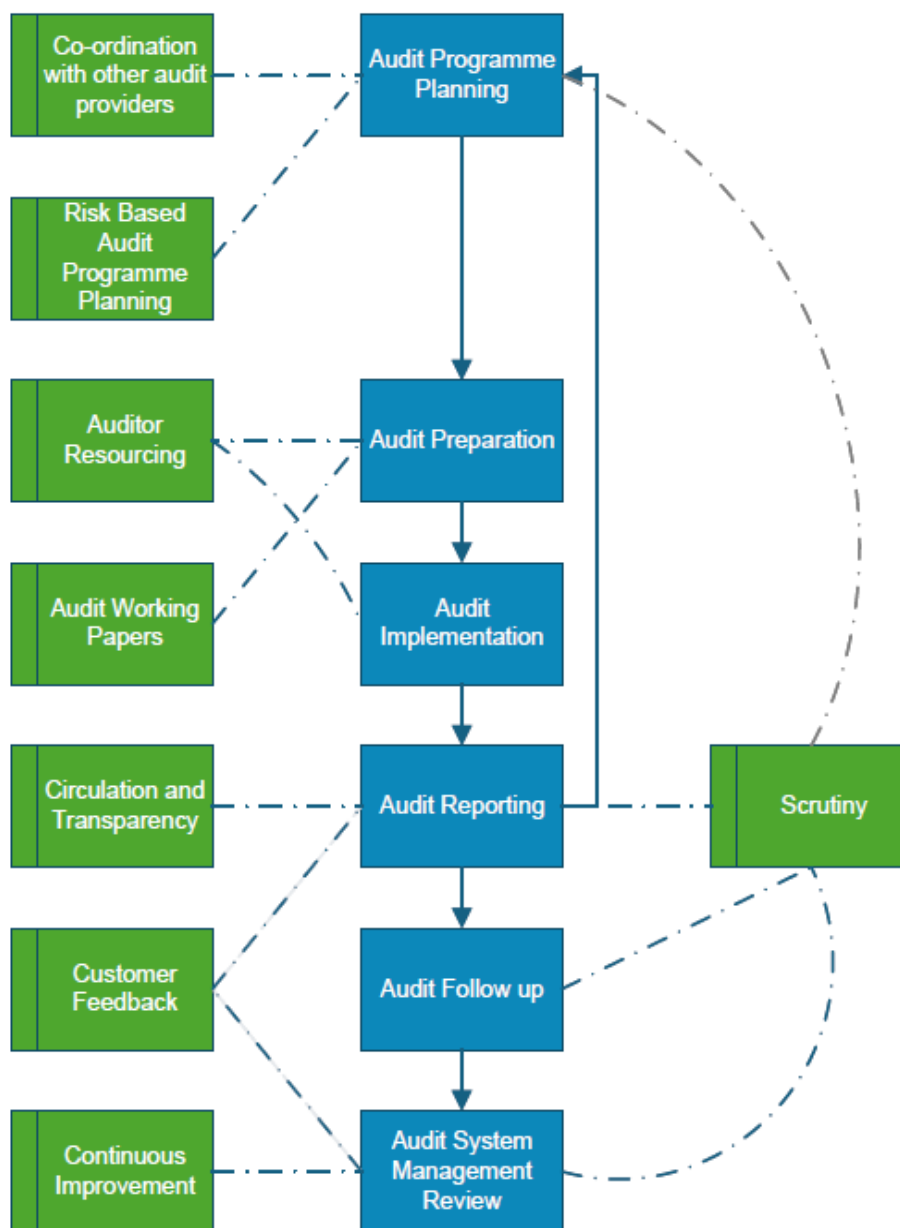 Co-ordination
with other audit
providers
Audit Programme
Planning
Risk Based
Audit
Programme
Planning
Auditor
Resourcing
Audit Preparation
Audit Working
Papers
Audit
Implementation
Circulation and
Transparency
Audit Reporting
Scrutiny
Customer
Feedback
Audit Follow up
Continuous
Improvement
Audit System
Management
Review